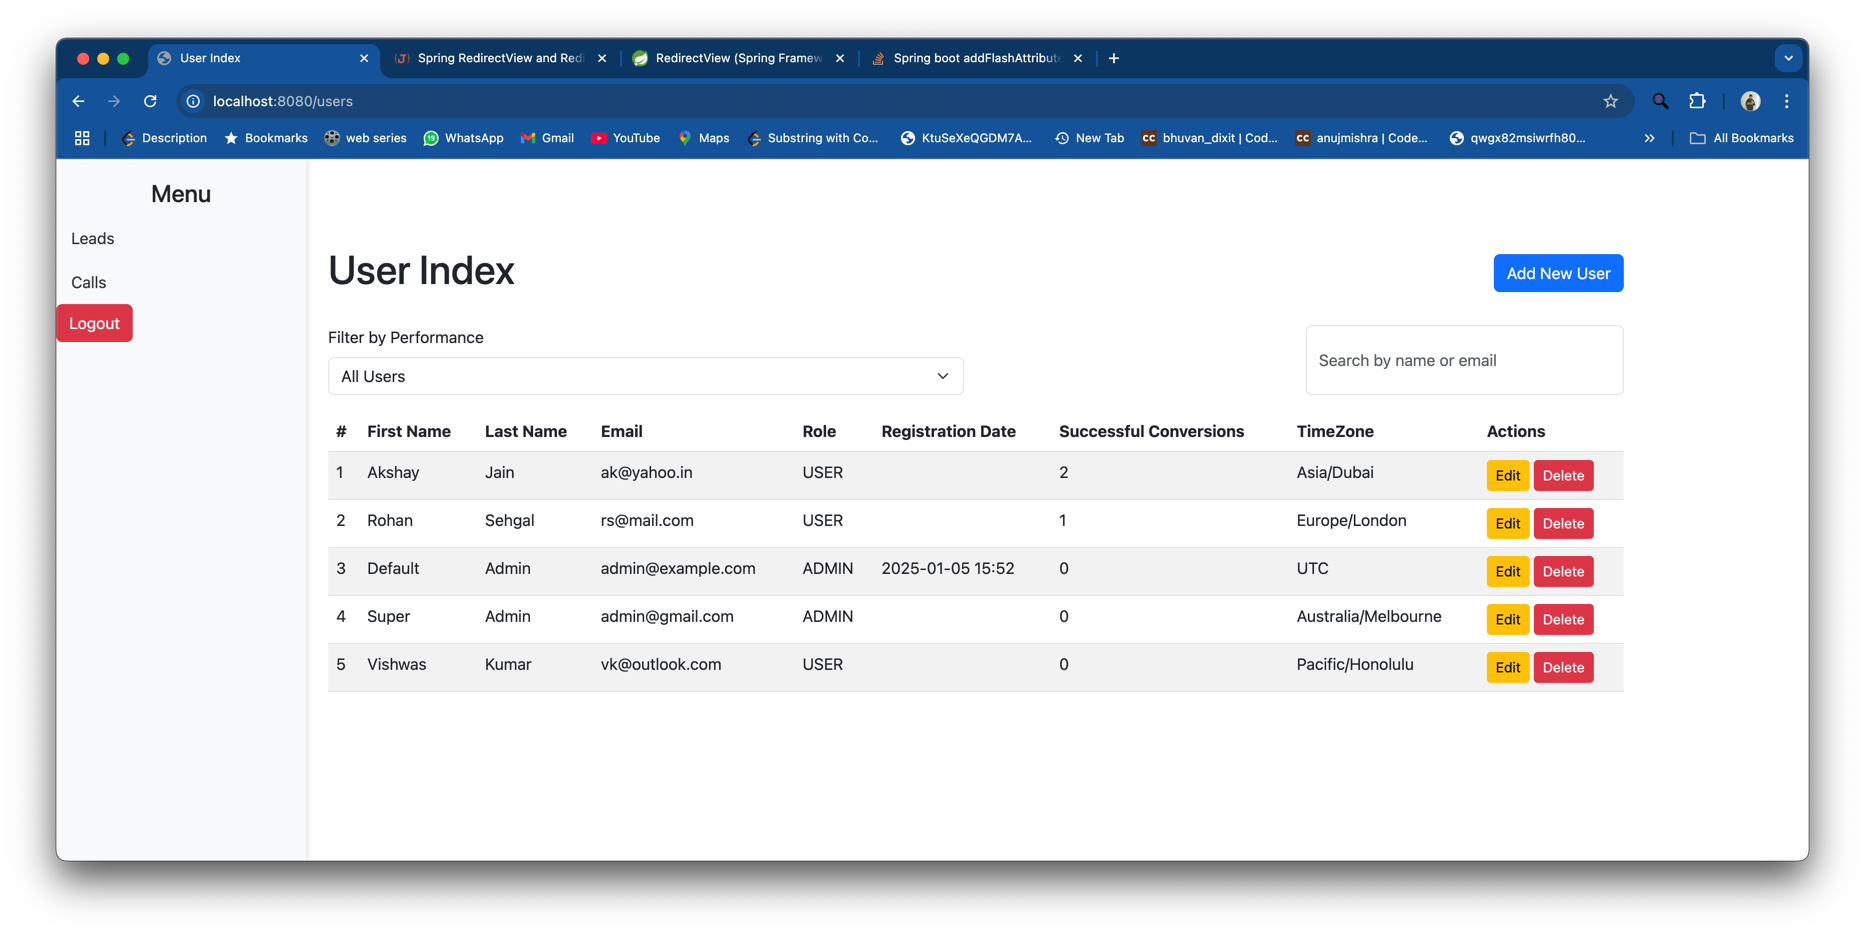 User Index
Spring RedirectView and Redi
RedirectView (Spring Framew
Spring boot addFlashAttribute
localhost:8080/users
Description
Bookmarks
web series
WhatsApp
Gmail
YouTube
Maps
Substring with Co...
KtuSeXeQGDM7A...
New Tab
bhuvan_dixit | Cod...
anujmishra | Code...
qwgx82msiwrfh80...
All Bookmarks
Menu
Leads
Calls
Logout
User Index
Add New User
Filter by Performance
All Users
Search by name or email
# First Name Last Name Email Role Registration Date Successful Conversions TimeZone Actions
1 Akshay Jain ak@yahoo.in USER 2 Asia/Dubai Edit Delete
2 Rohan Sehgal rs@mail.com USER 1 Europe/London Edit Delete
3 Default Admin admin@example.com ADMIN 2025-01-05 15:52 0 UTC Edit Delete
4 Super Admin admin@gmail.com ADMIN 0 Australia/Melbourne Edit Delete
5 Vishwas Kumar vk@outlook.com USER 0 Pacific/Honolulu Edit Delete